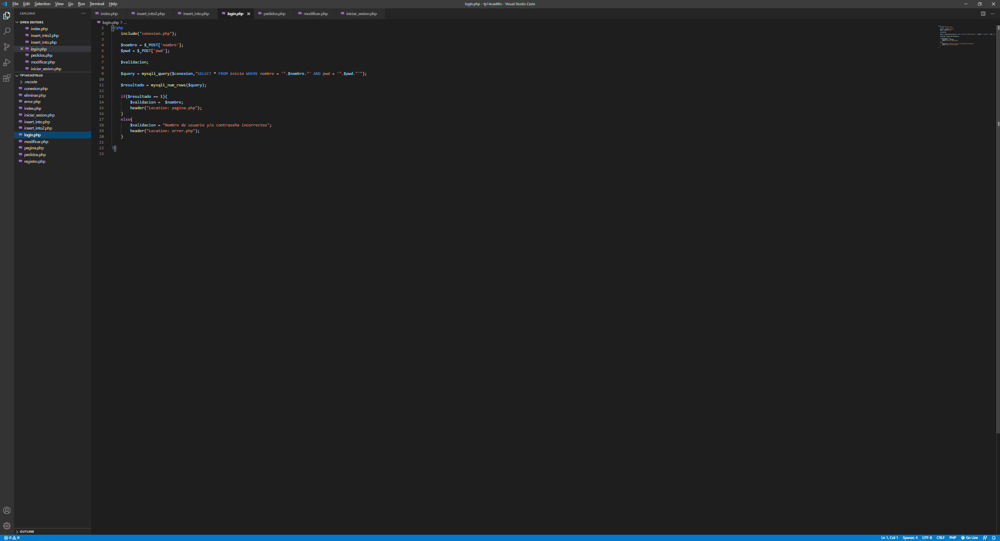 File Edit Selection View Go Run Terminal Help
login.php - tp14castillo - Visual Studio Code
EXPLORER
OPEN EDITORS
index.php
insert_into2.php
insert_into.php
login.php
pedidos.php
modificar.php
iniciar_sesion.php
TP14CASTILLO
.vscode
conexion.php
eliminar.php
error.php
index.php
iniciar_sesion.php
insert_into.php
insert_into2.php
login.php
modificar.php
pagina.php
pedidos.php
registro.php
OUTLINE
index.php insert_into2.php insert_into.php login.php pedidos.php modificar.php iniciar_sesion.php
login.php > ...
1 <?php
2 include("conexion.php");
3
4 $nombre = $_POST['nombre'];
5 $pwd = $_POST['pwd'];
6
7 $validacion;
8
9 $query = mysqli_query($conexion,"SELECT * FROM inicio WHERE nombre = '".$nombre."' AND pwd = '".$pwd."'");
10
11 $resultado = mysqli_num_rows($query);
12
13 if($resultado == 1){
14 $validacion =  $nombre;
15 header("Location: pagina.php");
16 }
17 else{
18 $validacion = "Nombre de usuario y/o contraseña incorrectos";
19 header("Location: error.php");
20 }
21
22 ?>
23
0 0
Ln 1, Col 1 Spaces: 4 UTF-8 CRLF PHP Go Live